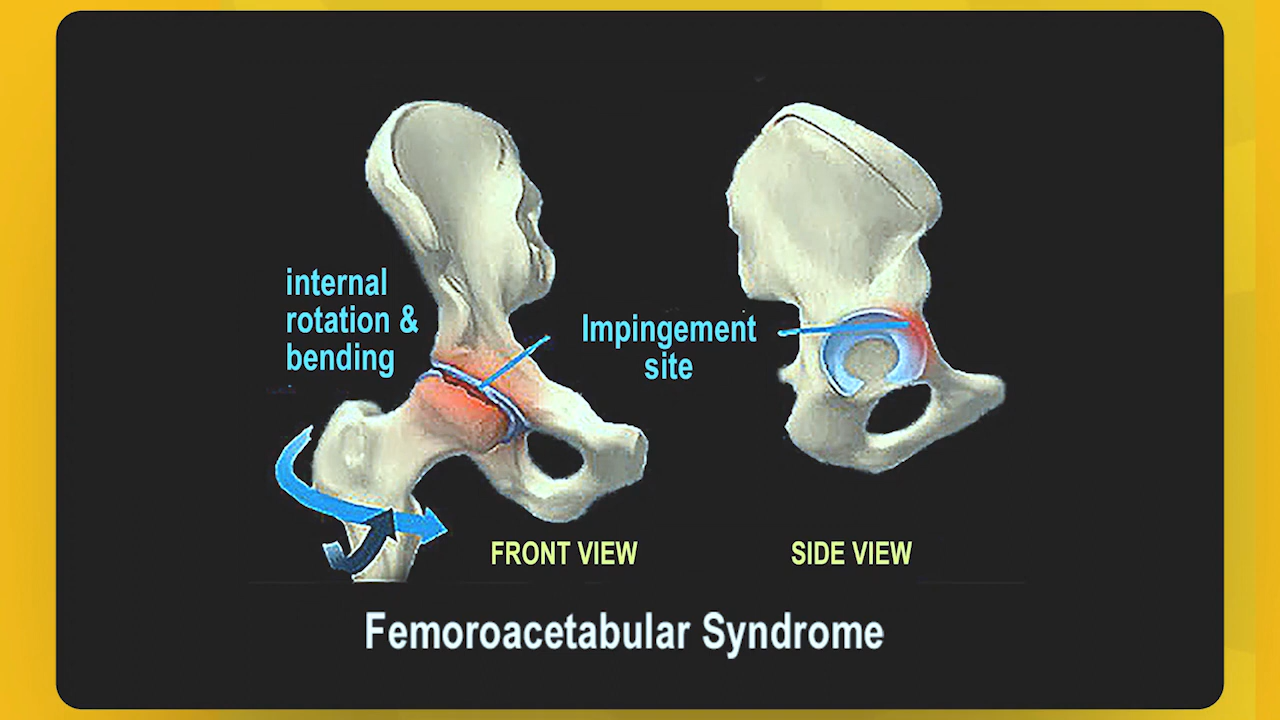 internal
rotation &
bending
Impingement
site
FRONT VIEW
SIDE VIEW
Femoroacetabular Syndrome